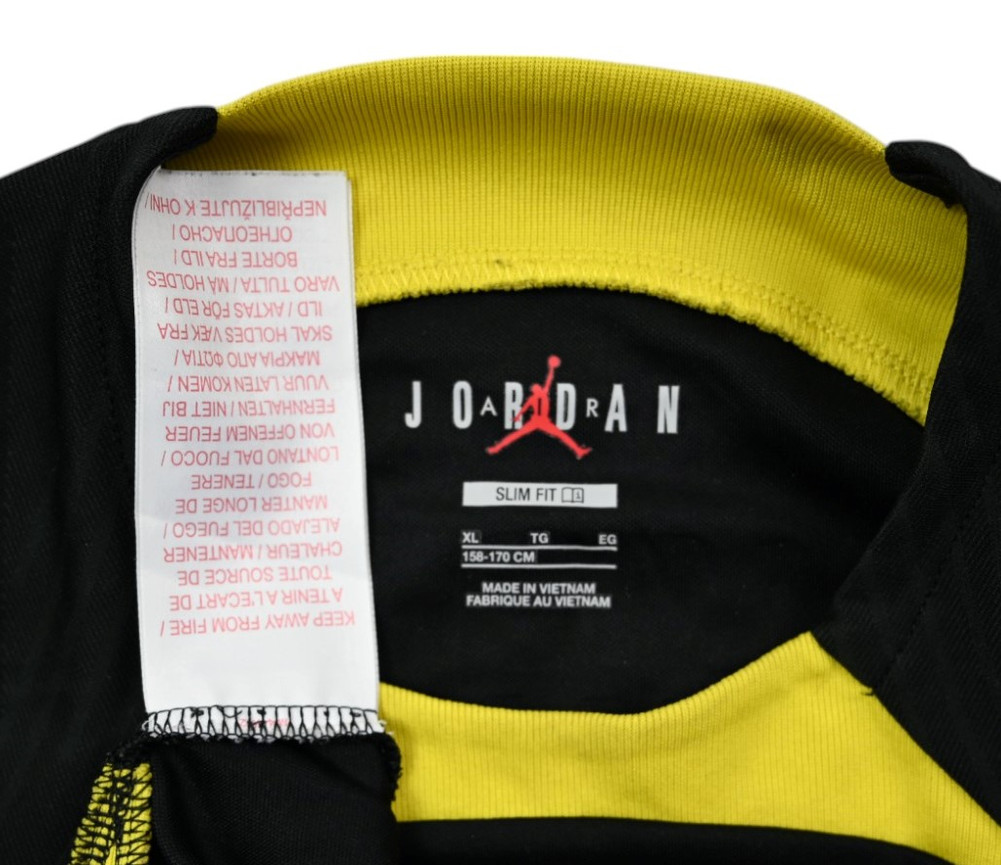 KEEP AWAY FROM FIRE /
A TENIR A L'ECART DE
TOUTE SOURCE DE
CHALEUR / MANTENER
ALEJADO DEL FUEGO /
MANTER LONGE DE
FOGO / TENERE
LONTANO DAL FUOCO /
VON OFFENEM FEUER
FERNHALTEN / NIET BIJ
VUUR LATEN KOMEN /
ΜΑΚΡΙΑ ΑΠΟ ΦΩΤΙΑ /
SKAL HOLDES VÆK FRA
ILD / AKTAS FÖR ELD /
VARO TULTA / MÅ HOLDES
BORTE FRA ILD /
ОГНЕОПАСНО /
NEPŘIBLIŽUJTE K OHNI /
JORDAN
AIR
SLIM FIT
XL TG EG
158-170 CM
MADE IN VIETNAM
FABRIQUE AU VIETNAM